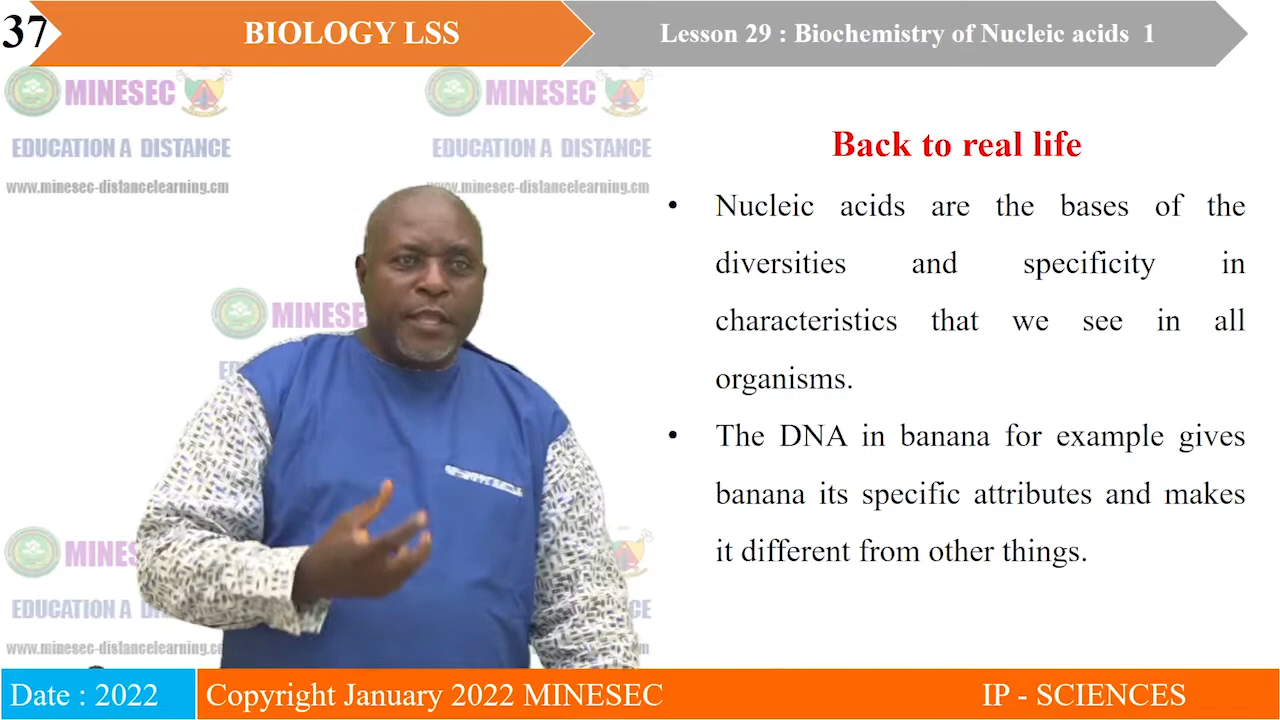 37
BIOLOGY LSS
Lesson 29 : Biochemistry of Nucleic acids 1
MINESEC
MINESEC
EDUCATION A DISTANCE
EDUCATION A DISTANCE
www.minesec-distancelearning.cm
www.minesec-distancelearning.cm
Back to real life
• Nucleic acids are the bases of the
diversities and specificity in
characteristics that we see in all
organisms.
• The DNA in banana for example gives
banana its specific attributes and makes
it different from other things.
MINESE
MINES
EDUCATION A DI
CE
www.minesec-distancelearning.cm
Date : 2022
Copyright January 2022 MINESEC
IP - SCIENCES